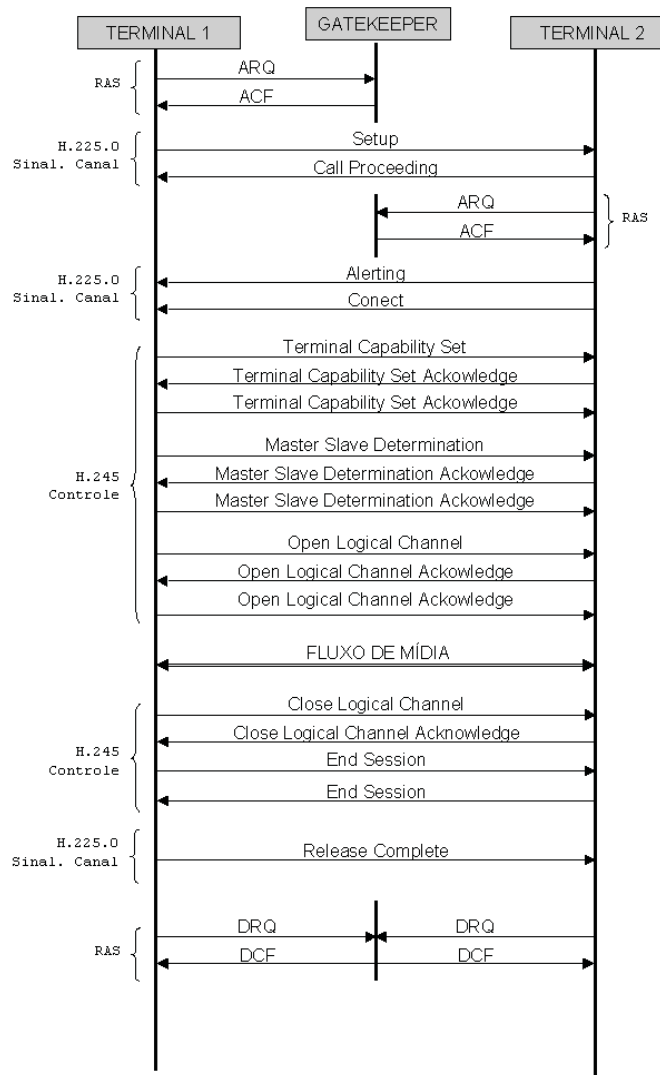 TERMINAL 1
GATEKEEPER
TERMINAL 2
RAS
ARQ
ACF
H.225.0
Sinal. Canal
Setup
Call Proceeding
ARQ
ACF
RAS
H.225.0
Sinal. Canal
Alerting
Conect
H.245
Controle
Terminal Capability Set
Terminal Capability Set Ackowledge
Terminal Capability Set Ackowledge
Master Slave Determination
Master Slave Determination Ackowledge
Master Slave Determination Ackowledge
Open Logical Channel
Open Logical Channel Ackowledge
Open Logical Channel Ackowledge
FLUXO DE MÍDIA
H.245
Controle
Close Logical Channel
Close Logical Channel Acknowledge
End Session
End Session
H.225.0
Sinal. Canal
Release Complete
RAS
DRQ
DRQ
DCF
DCF